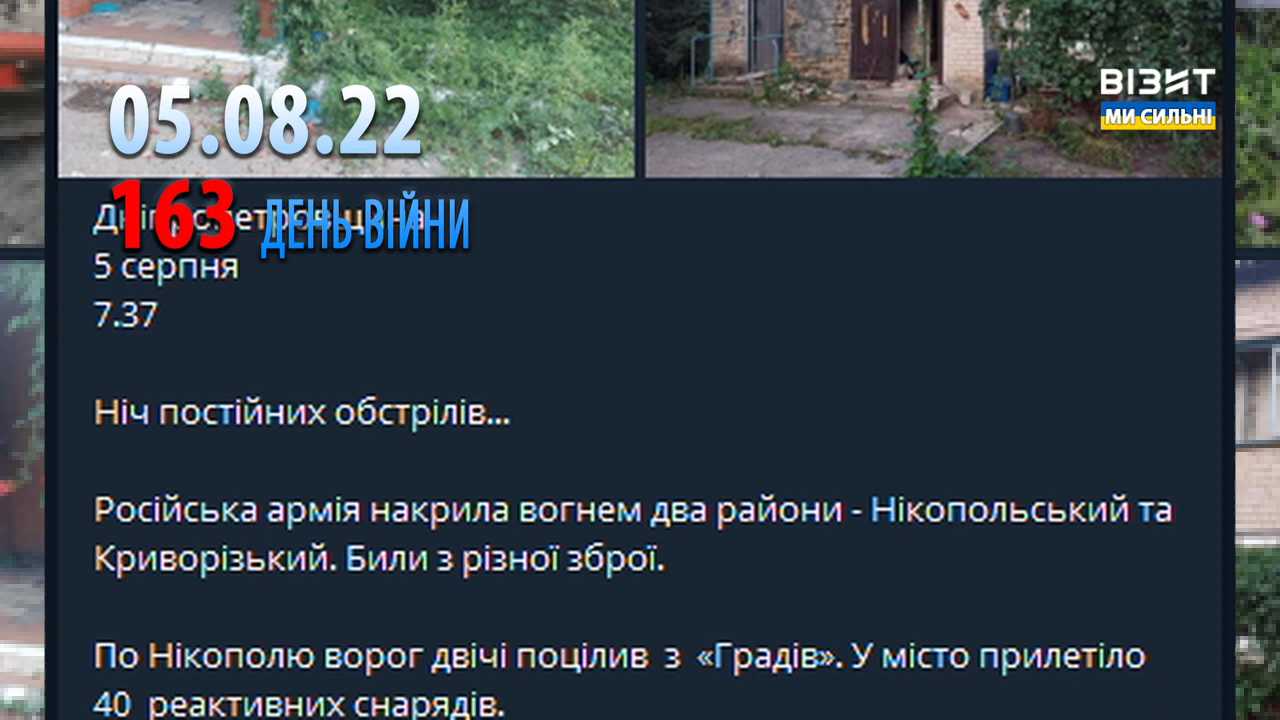 05.08.22
ВІЗИТ
МИ СИЛЬНІ
163 ДЕНЬ ВІЙНИ
5 серпня
7.37
Ніч постійних обстрілів...
Російська армія накрила вогнем два райони - Нікопольський та
Криворізький. Били з різної зброї.
По Нікополю ворог двічі поцілив з «Градів». У місто прилетіло
40 реактивних снарядів.